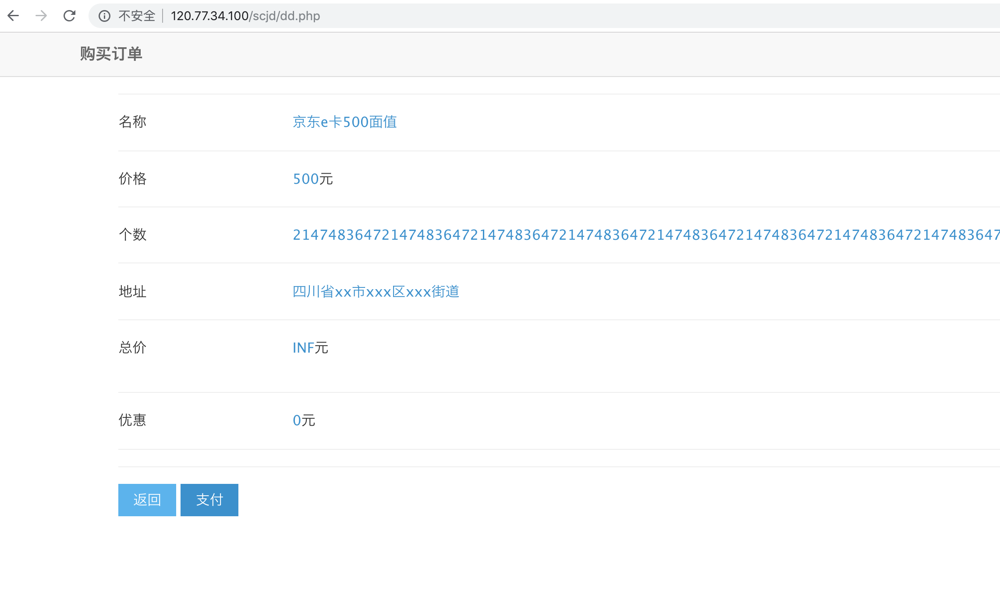 不安全 120.77.34.100/scjd/dd.php
购买订单
名称 京东e卡500面值
价格 500元
个数 21474836472147483647214748364721474836472147483647214748364721474836472147483647
地址 四川省xx市xxx区xxx街道
总价 INF元
优惠 0元
返回 支付